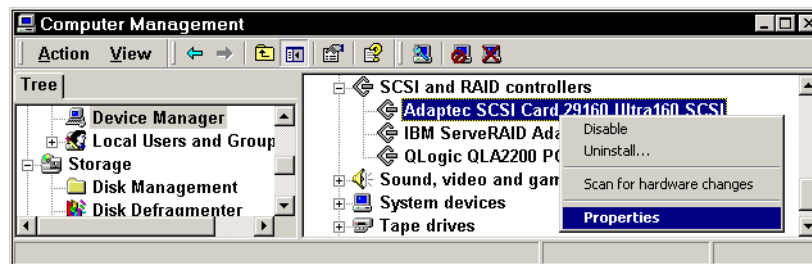 Computer Management
Action View
Tree
Device Manager
Local Users and Group
Storage
Disk Management
Disk Defragmenter
SCSI and RAID controllers
Adaptec SCSI Card 29160 Ultra160 SCSI
IBM ServeRAID Ada
QLogic QLA2200 PC
Sound, video and gam
System devices
Tape drives
Disable
Uninstall...
Scan for hardware changes
Properties